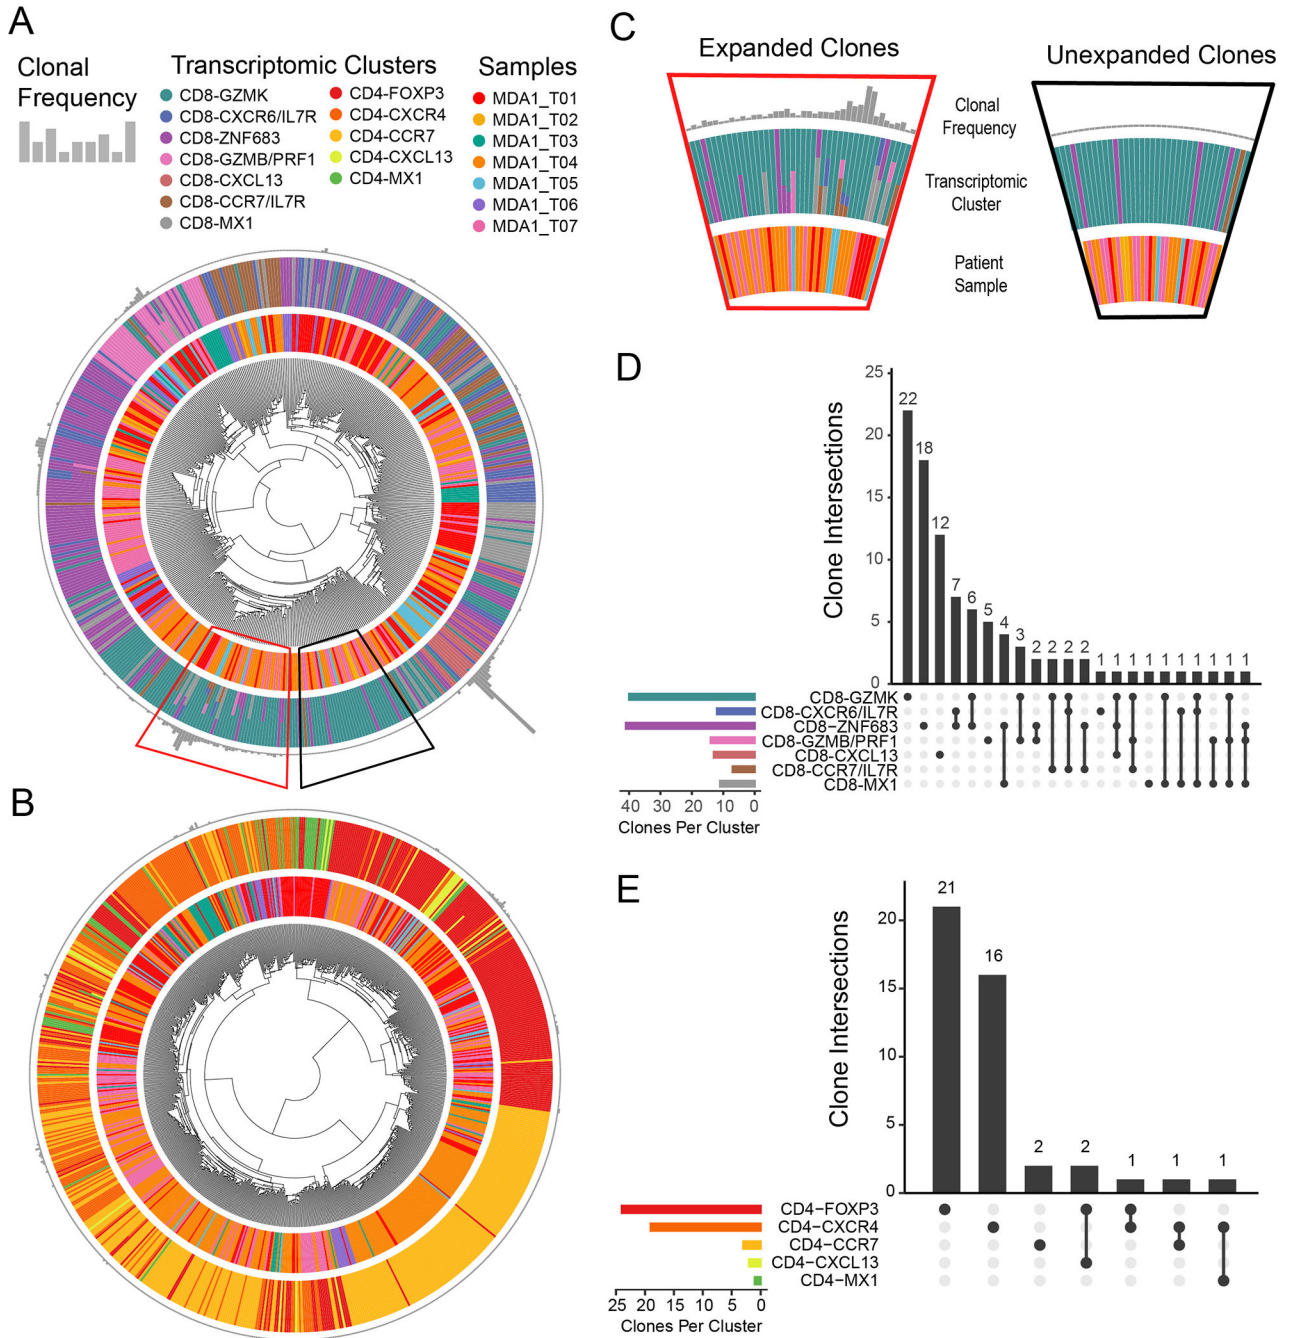 A
Clonal
Frequency
Transcriptomic Clusters
CD8-GZMK
CD8-CXCR6/IL7R
CD8-ZNF683
CD8-GZMB/PRF1
CD8-CXCL13
CD8-CCR7/IL7R
CD8-MX1
CD4-FOXP3
CD4-CXCR4
CD4-CCR7
CD4-CXCL13
CD4-MX1
Samples
MDA1_T01
MDA1_T02
MDA1_T03
MDA1_T04
MDA1_T05
MDA1_T06
MDA1_T07
B
C
Expanded Clones
Unexpanded Clones
Clonal
Frequency
Transcriptomic
Cluster
Patient
Sample
D
Clone Intersections
25
20
15
10
5
0
22 18 12 7 6 5 4 3 2 2 2 2 1 1 1 1 1 1 1 1 1 1
CD8-GZMK
CD8-CXCR6/IL7R
CD8−ZNF683
CD8-GZMB/PRF1
CD8-CXCL13
CD8-CCR7/IL7R
CD8-MX1
40 30 20 10 0
Clones Per Cluster
E
Clone Intersections
20
15
10
5
0
21 16 2 2 1 1 1
CD4−FOXP3
CD4−CXCR4
CD4−CCR7
CD4−CXCL13
CD4−MX1
25 20 15 10 5 0
Clones Per Cluster